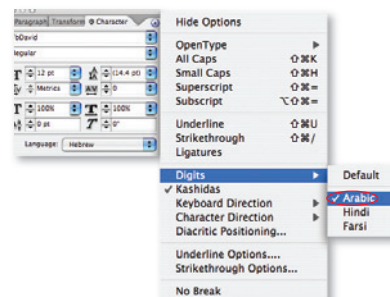 Paragraph Transform Character
bDavid
legular
12 pt (14.4 pt)
Metrics 0
100% 100%
0 pt 0°
Language: Hebrew
Hide Options
OpenType
All Caps ⇧⌘K
Small Caps ⇧⌘H
Superscript ⇧⌘=
Subscript ⌥⇧⌘=
Underline ⇧⌘U
Strikethrough ⇧⌘/
Ligatures
Digits
✓ Kashidas
Keyboard Direction
Character Direction
Diacritic Positioning...
Underline Options....
Strikethrough Options...
No Break
Default
✓ Arabic
Hindi
Farsi